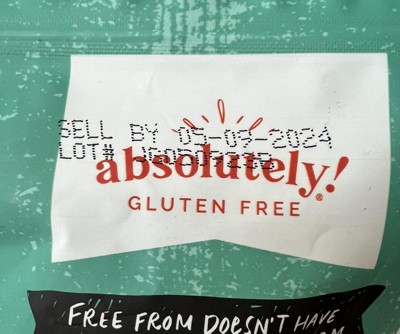 SELL BY 05-09-2024
LOT#
absolutely!®
GLUTEN FREE
FREE FROM DOESN'T HAVE